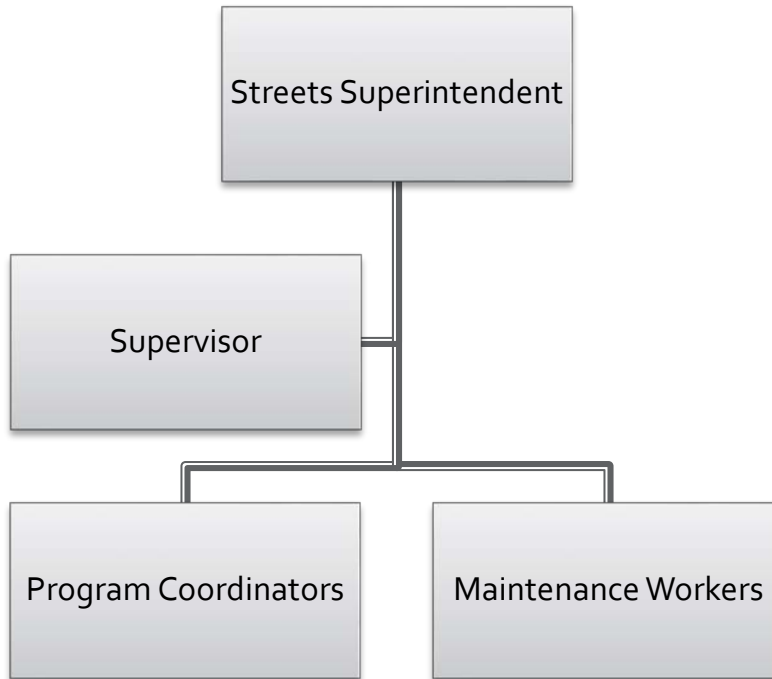 Streets Superintendent
Supervisor
Program Coordinators
Maintenance Workers